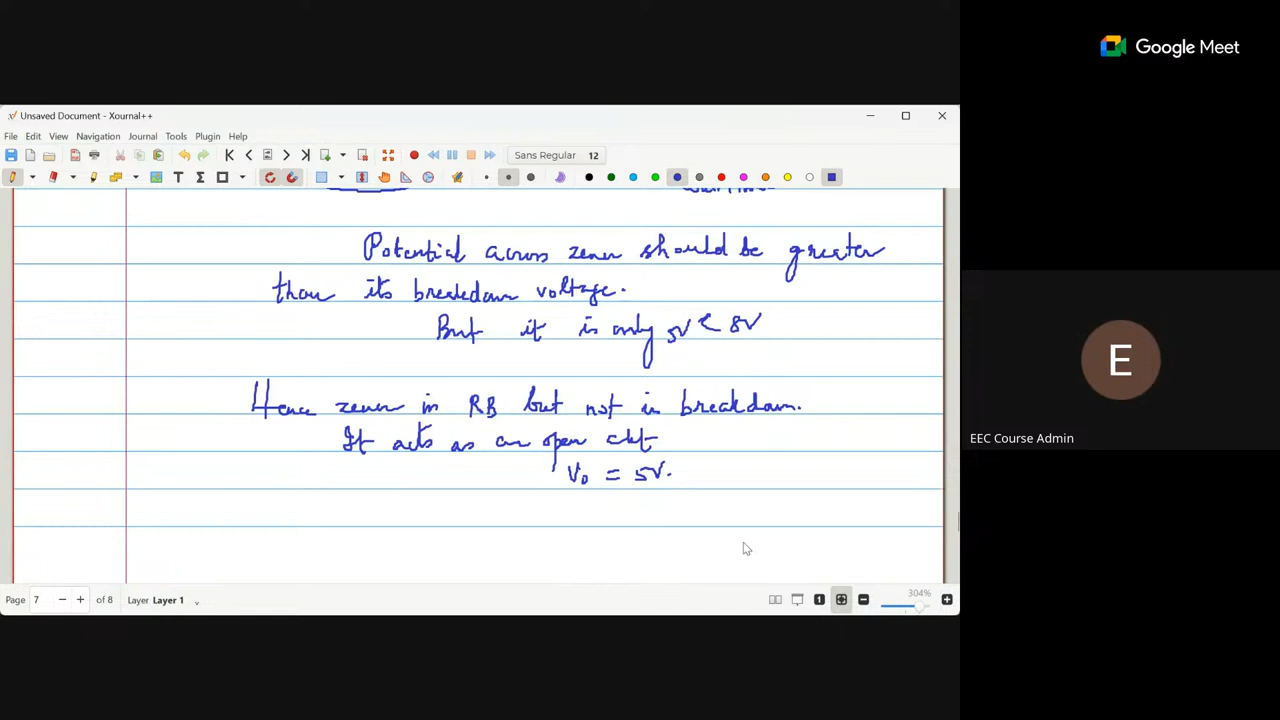 Google Meet
Unsaved Document - Xournal++
File Edit View Navigation Journal Tools Plugin Help
Sans Regular 12
Potential across zener should be greater
than its breakdown voltage.
But it is only 5V < 8V
Hence zener in RB but not in breakdown.
It acts as an open ckt
V0 = 5V.
E
EEC Course Admin
Page 7 of 8 Layer Layer 1
1
304%